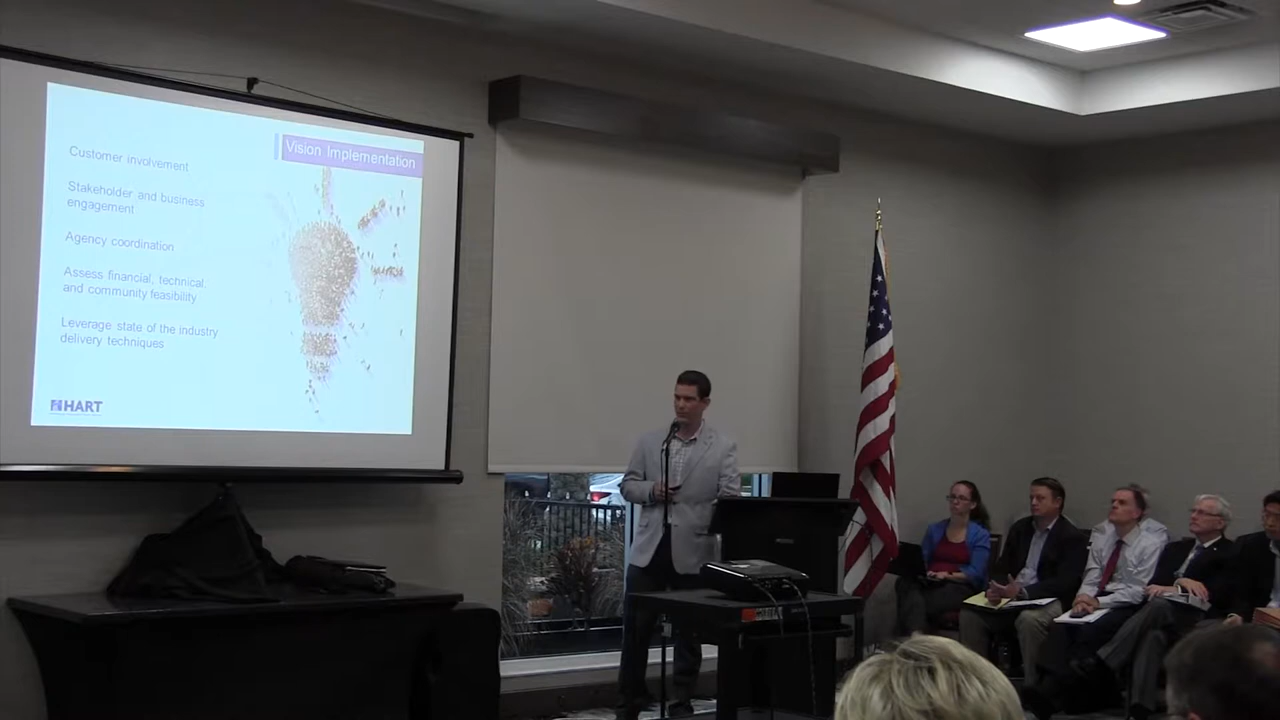 Vision Implementation
Customer involvement
Stakeholder and business
engagement
Agency coordination
Assess financial, technical,
and community feasibility
Leverage state of the industry
delivery techniques
HART